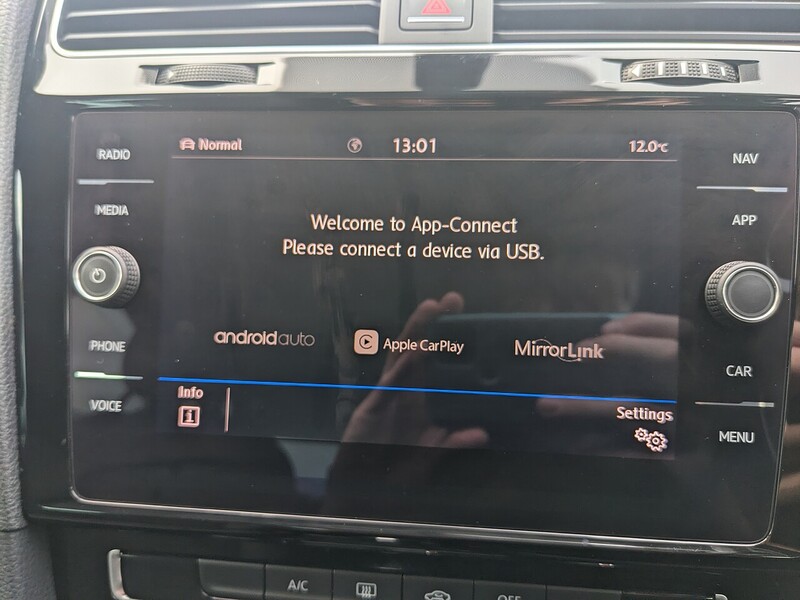 RADIO
MEDIA
PHONE
VOICE
Normal
13:01
12.0°C
Welcome to App-Connect
Please connect a device via USB.
androidauto
Apple CarPlay
MirrorLink
Info
Settings
NAV
APP
CAR
MENU
A/C
OFF